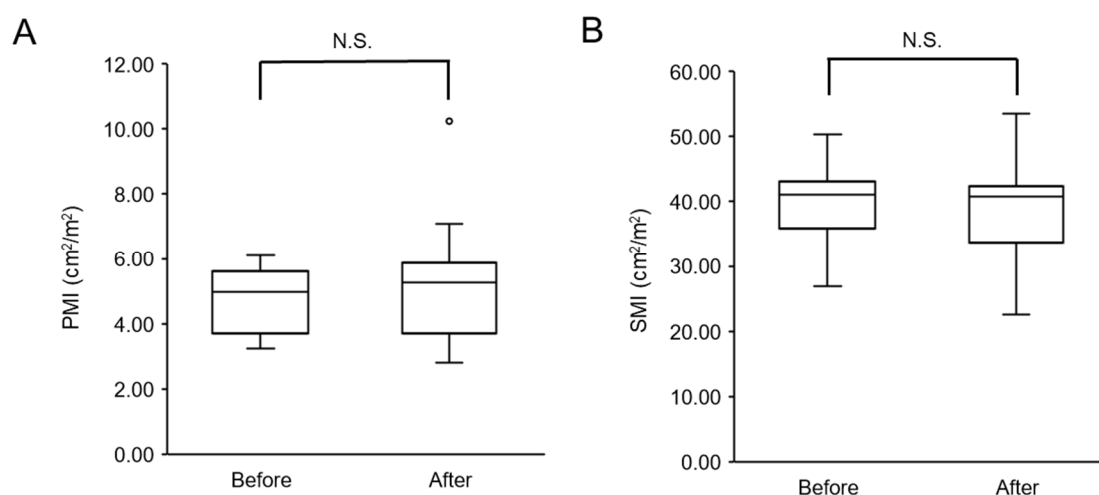 A
N.S.
12.00
10.00
8.00
6.00
4.00
2.00
0.00
PMI (cm²/m²)
Before After
B
N.S.
60.00
50.00
40.00
30.00
20.00
10.00
0.00
SMI (cm²/m²)
Before After